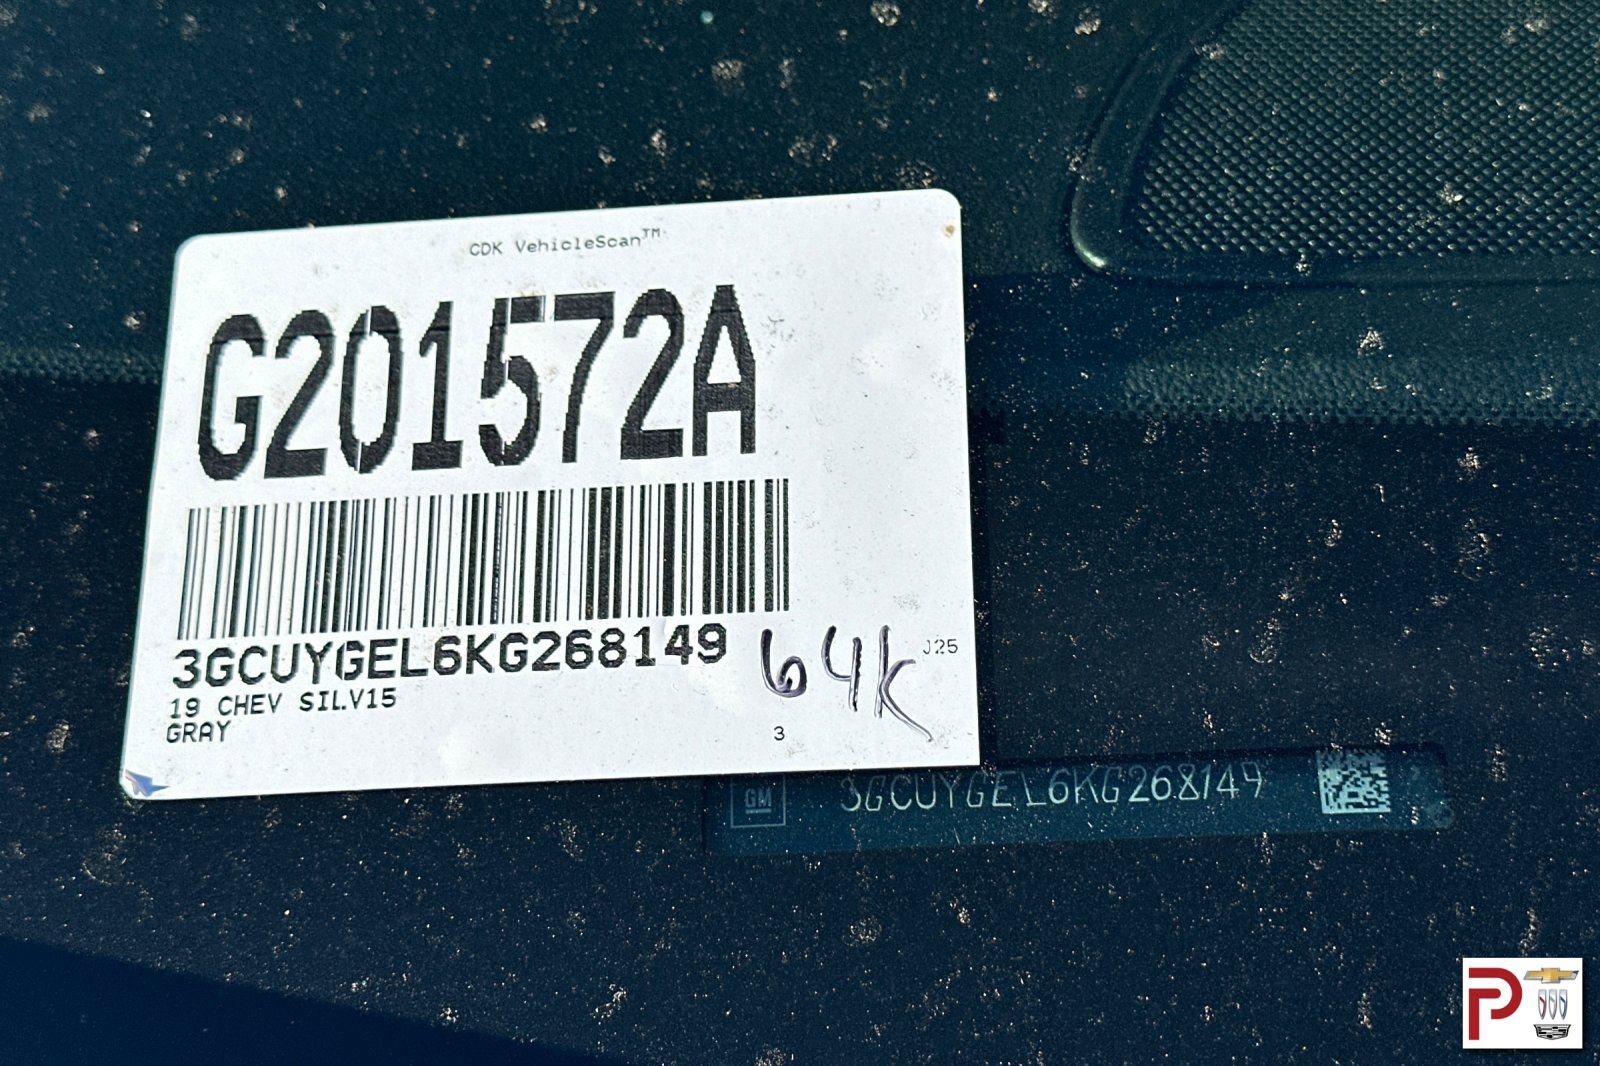 CDK VehicleScan™
G201572A
3GCUYGEL6KG268149
64K
J25
19 CHEV SILV15
GRAY
3
GM
3GCUYGEL6KG268149
P